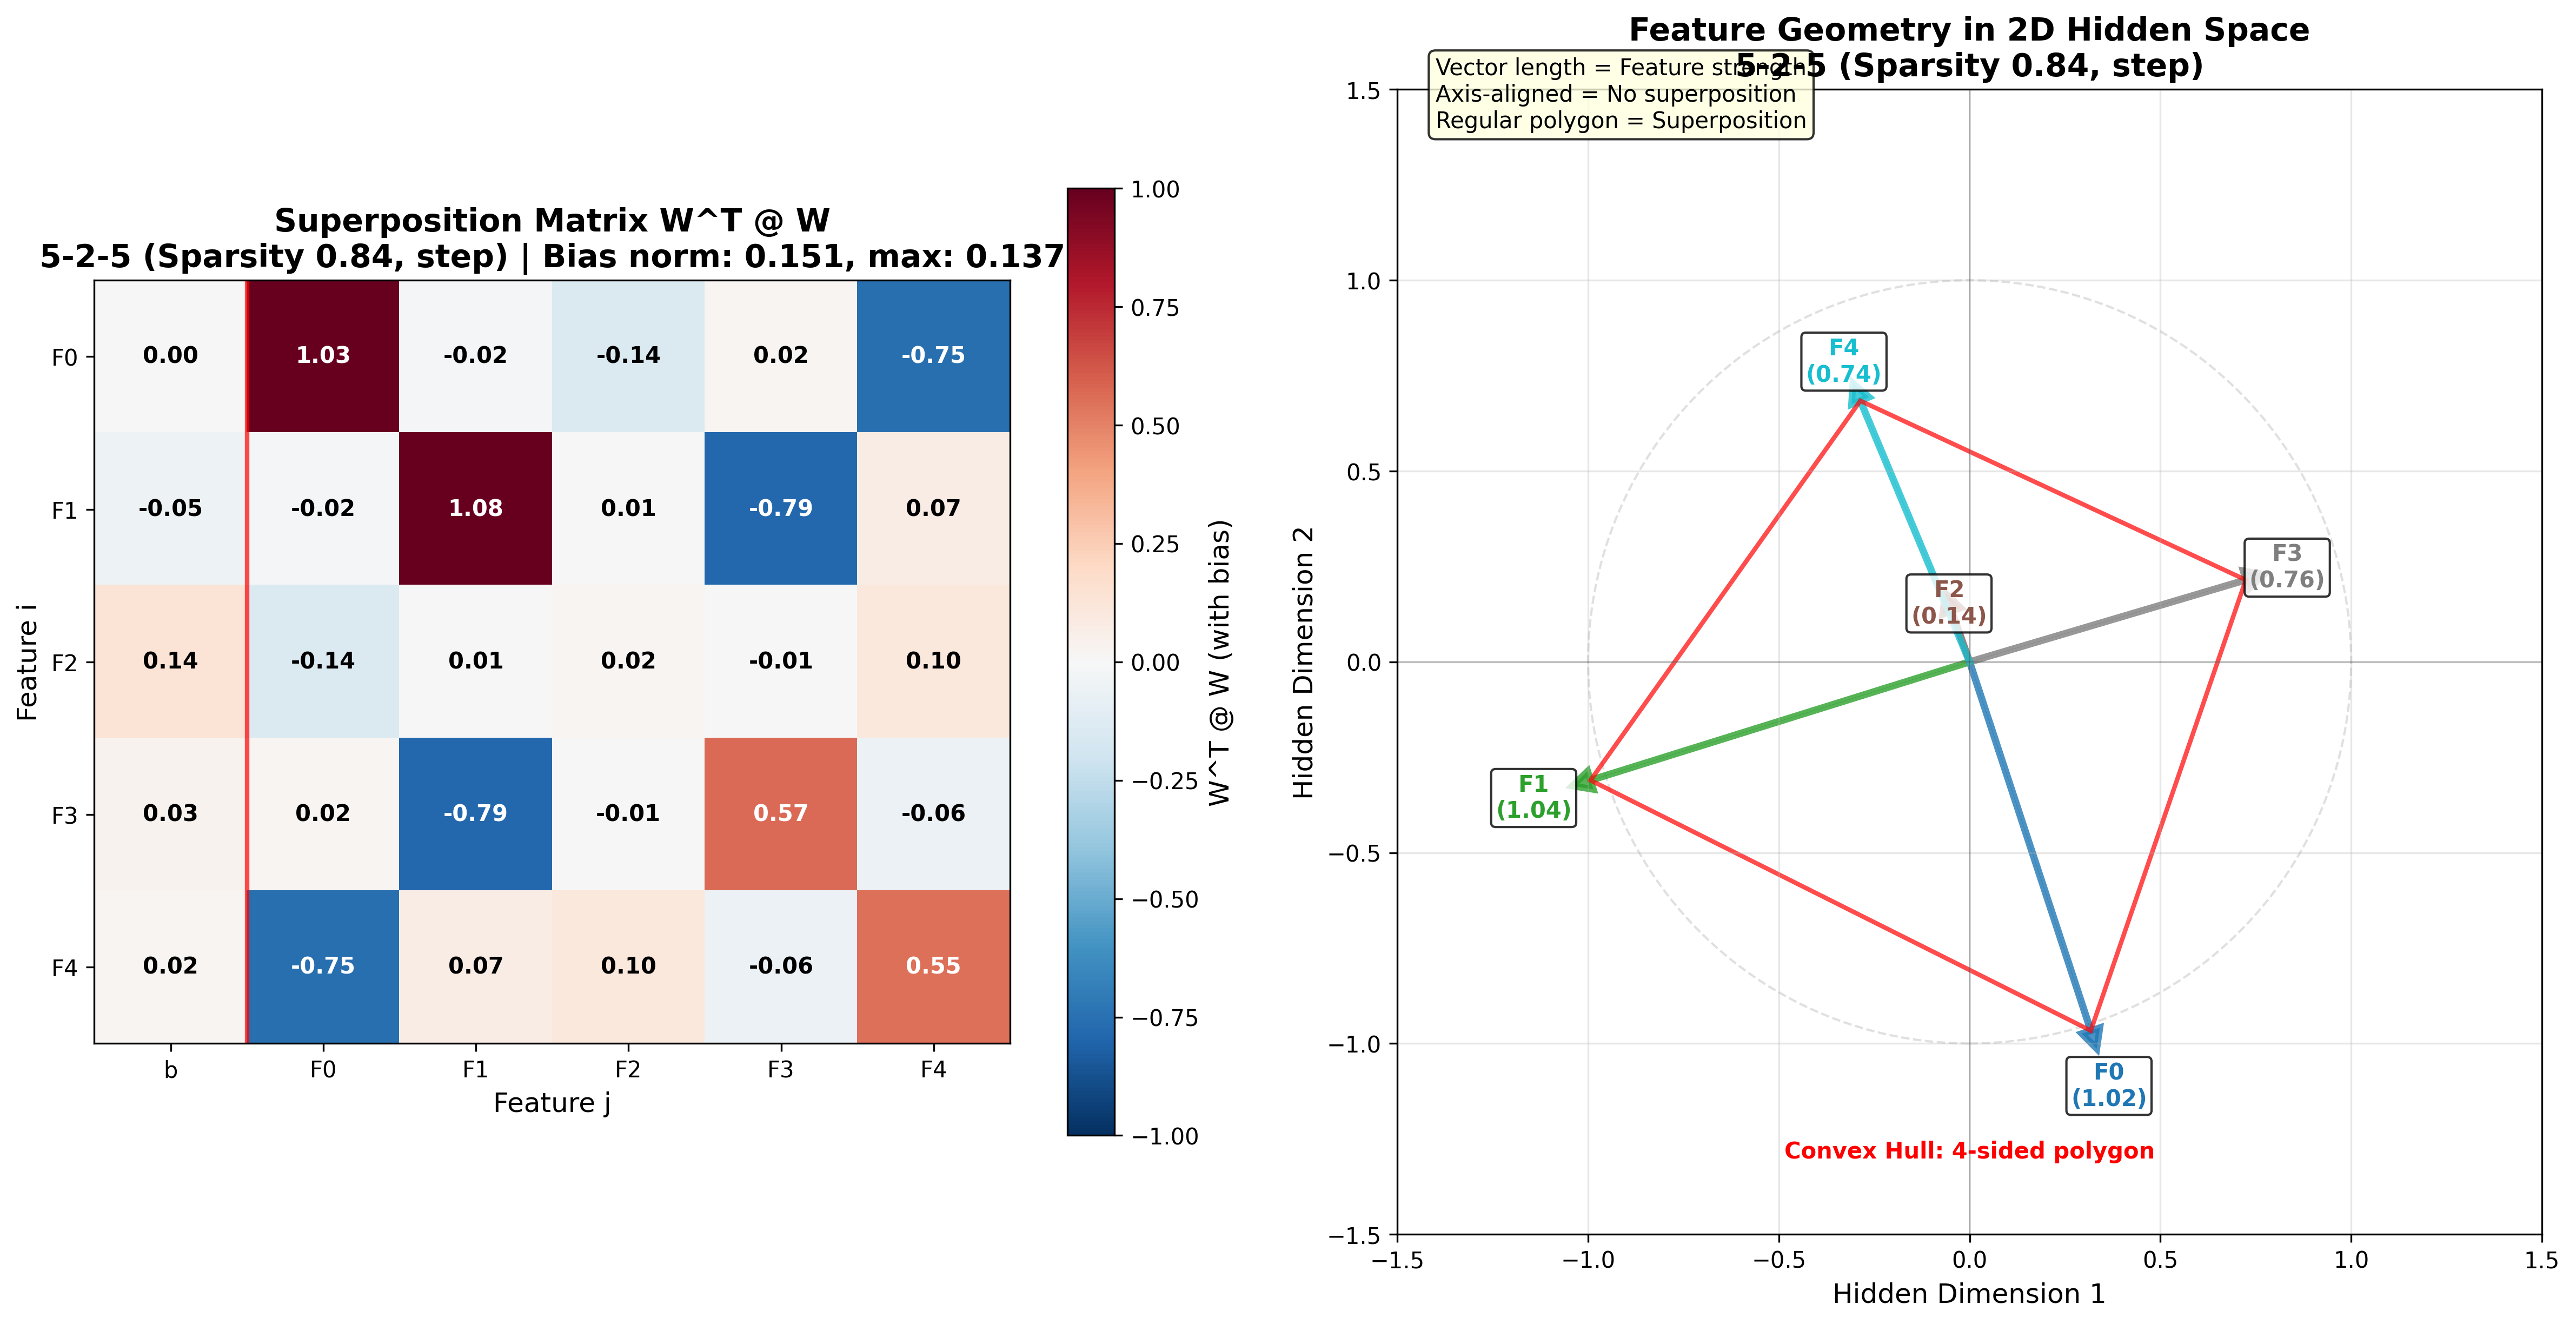 Superposition Matrix W^T @ W
5-2-5 (Sparsity 0.84, step) | Bias norm: 0.151, max: 0.137
F0
0.00 1.03 -0.02 -0.14 0.02 -0.75
F1
-0.05 -0.02 1.08 0.01 -0.79 0.07
F2
0.14 -0.14 0.01 0.02 -0.01 0.10
F3
0.03 0.02 -0.79 -0.01 0.57 -0.06
F4
0.02 -0.75 0.07 0.10 -0.06 0.55
b F0 F1 F2 F3 F4
Feature j
Feature i
1.00
0.75
0.50
0.25
0.00
−0.25
−0.50
−0.75
−1.00
W^T @ W (with bias)
Feature Geometry in 2D Hidden Space
5-2-5 (Sparsity 0.84, step)
Vector length = Feature strength
Axis-aligned = No superposition
Regular polygon = Superposition
1.5
1.0
0.5
0.0
−0.5
−1.0
−1.5
Hidden Dimension 2
F4
(0.74)
F3
(0.76)
F2
(0.14)
F1
(1.04)
F0
(1.02)
Convex Hull: 4-sided polygon
−1.5 −1.0 −0.5 0.0 0.5 1.0 1.5
Hidden Dimension 1